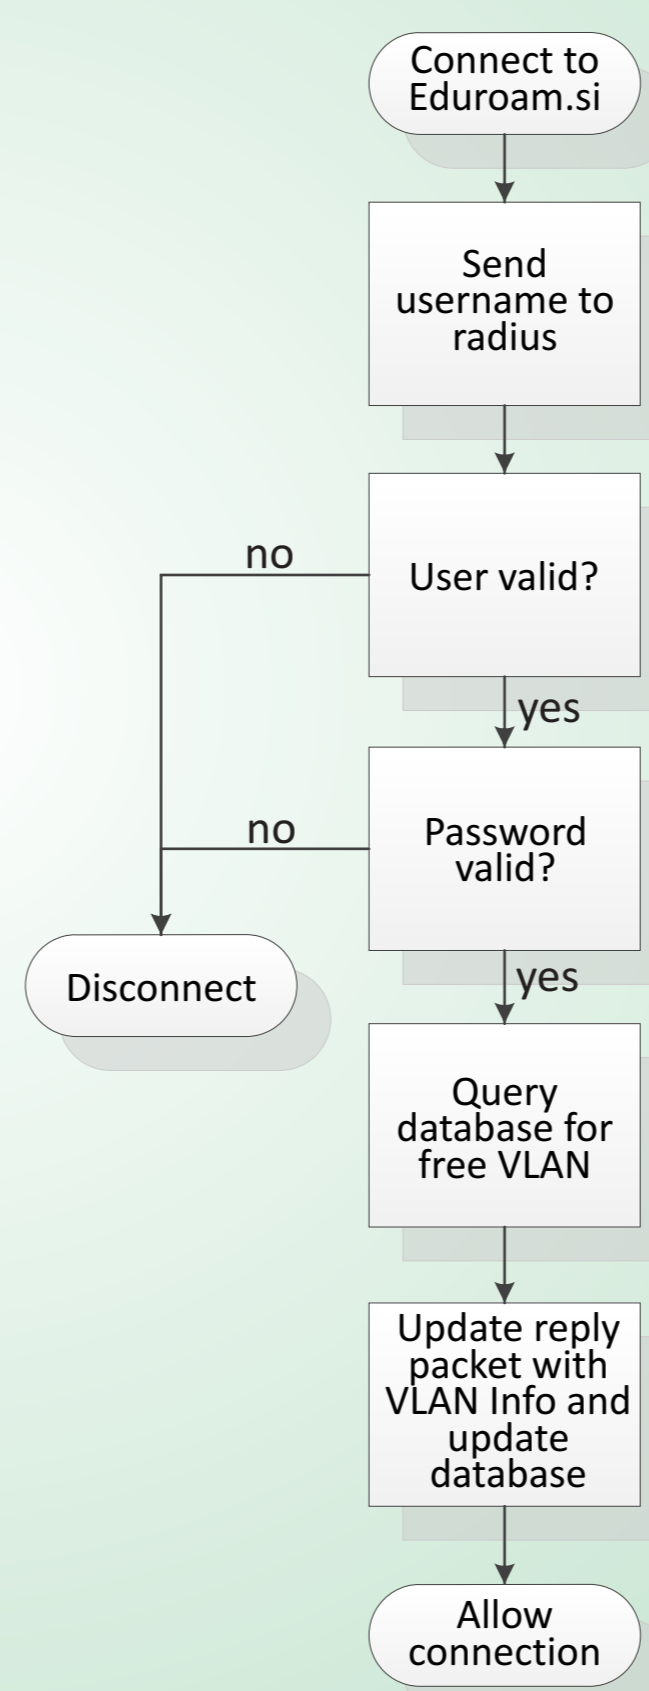 Connect to
Eduroam.si
Send
username to
radius
no
User valid?
yes
no
Password
valid?
yes
Disconnect
Query
database for
free VLAN
Update reply
packet with
VLAN Info and
update
database
Allow
connection